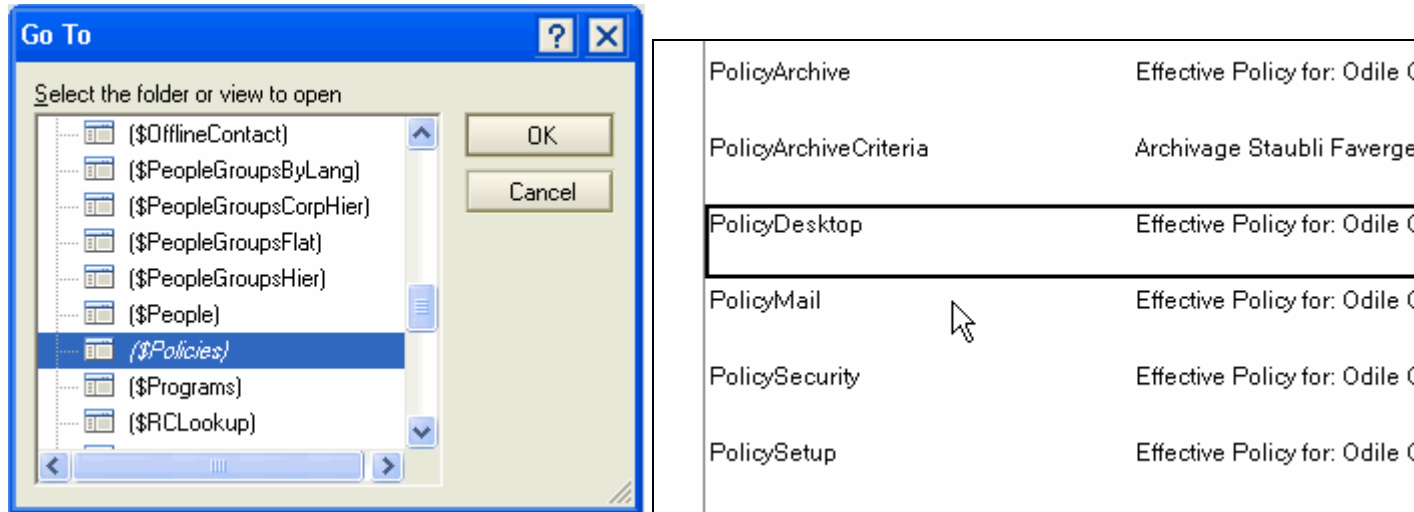 Go To
Select the folder or view to open
($OfflineContact)
($PeopleGroupsByLang)
($PeopleGroupsCorpHier)
($PeopleGroupsFlat)
($PeopleGroupsHier)
($People)
($Policies)
($Programs)
($RCLookup)
OK
Cancel
PolicyArchive Effective Policy for: Odile
PolicyArchiveCriteria Archivage Staubli Faverge
PolicyDesktop Effective Policy for: Odile
PolicyMail Effective Policy for: Odile
PolicySecurity Effective Policy for: Odile
PolicySetup Effective Policy for: Odile